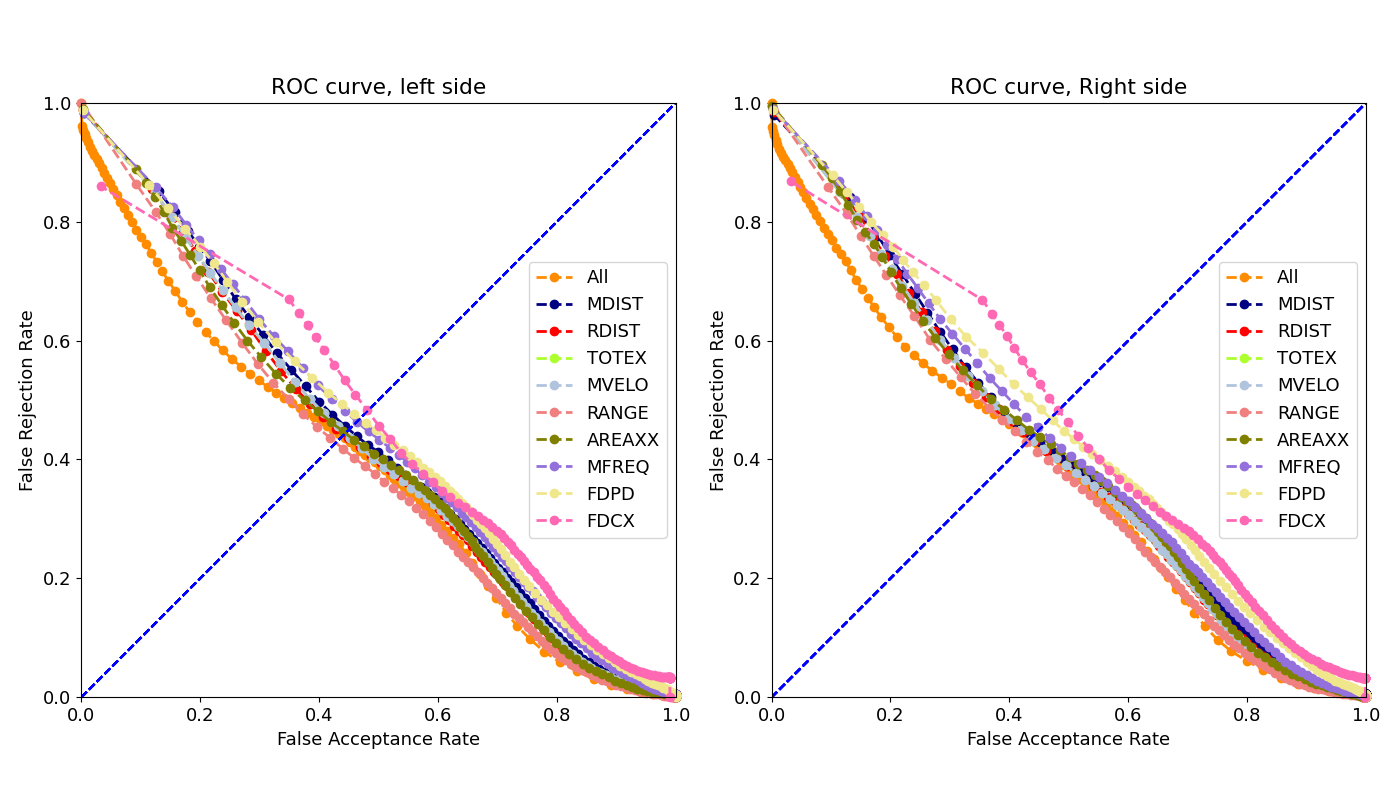 ROC curve, left side
1.0
0.8
0.6
0.4
0.2
0.0
False Rejection Rate
0.0 0.2 0.4 0.6 0.8 1.0
False Acceptance Rate
All
MDIST
RDIST
TOTEX
MVELO
RANGE
AREAXX
MFREQ
FDPD
FDCX
ROC curve, Right side
1.0
0.8
0.6
0.4
0.2
0.0
False Rejection Rate
0.0 0.2 0.4 0.6 0.8 1.0
False Acceptance Rate
All
MDIST
RDIST
TOTEX
MVELO
RANGE
AREAXX
MFREQ
FDPD
FDCX